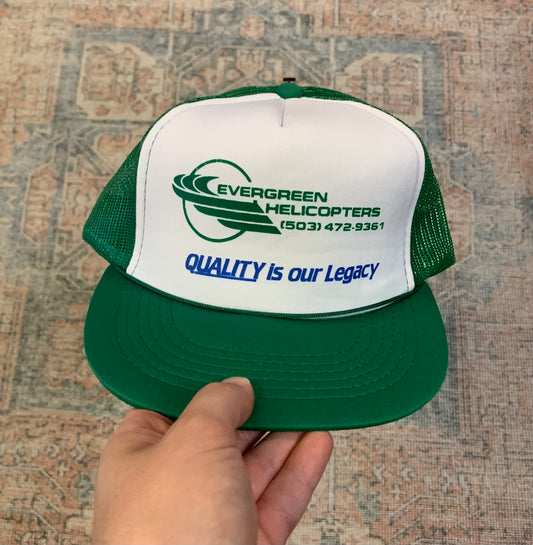 EVERGREEN
HELICOPTERS
(503) 472-9361
QUALITY is our Legacy